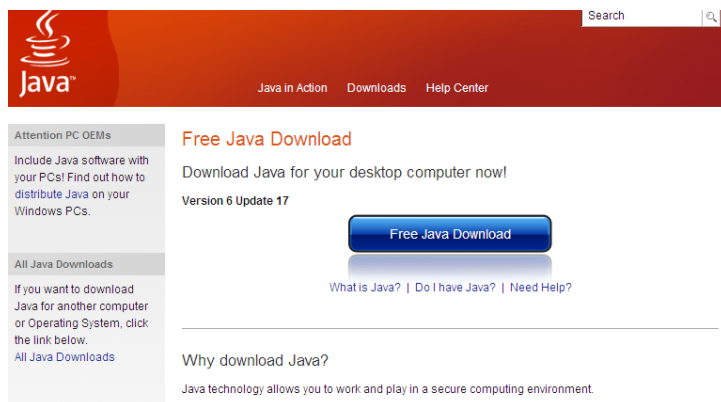 Search
Java™
Java in Action Downloads Help Center
Attention PC OEMs
Include Java software with
your PCs! Find out how to
distribute Java on your
Windows PCs.
All Java Downloads
If you want to download
Java for another computer
or Operating System, click
the link below.
All Java Downloads
Free Java Download
Download Java for your desktop computer now!
Version 6 Update 17
Free Java Download
What is Java? | Do I have Java? | Need Help?
Why download Java?
Java technology allows you to work and play in a secure computing environment.